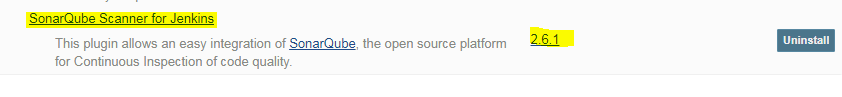 SonarQube Scanner for Jenkins
This plugin allows an easy integration of SonarQube, the open source platform
for Continuous Inspection of code quality.
2.6.1
Uninstall